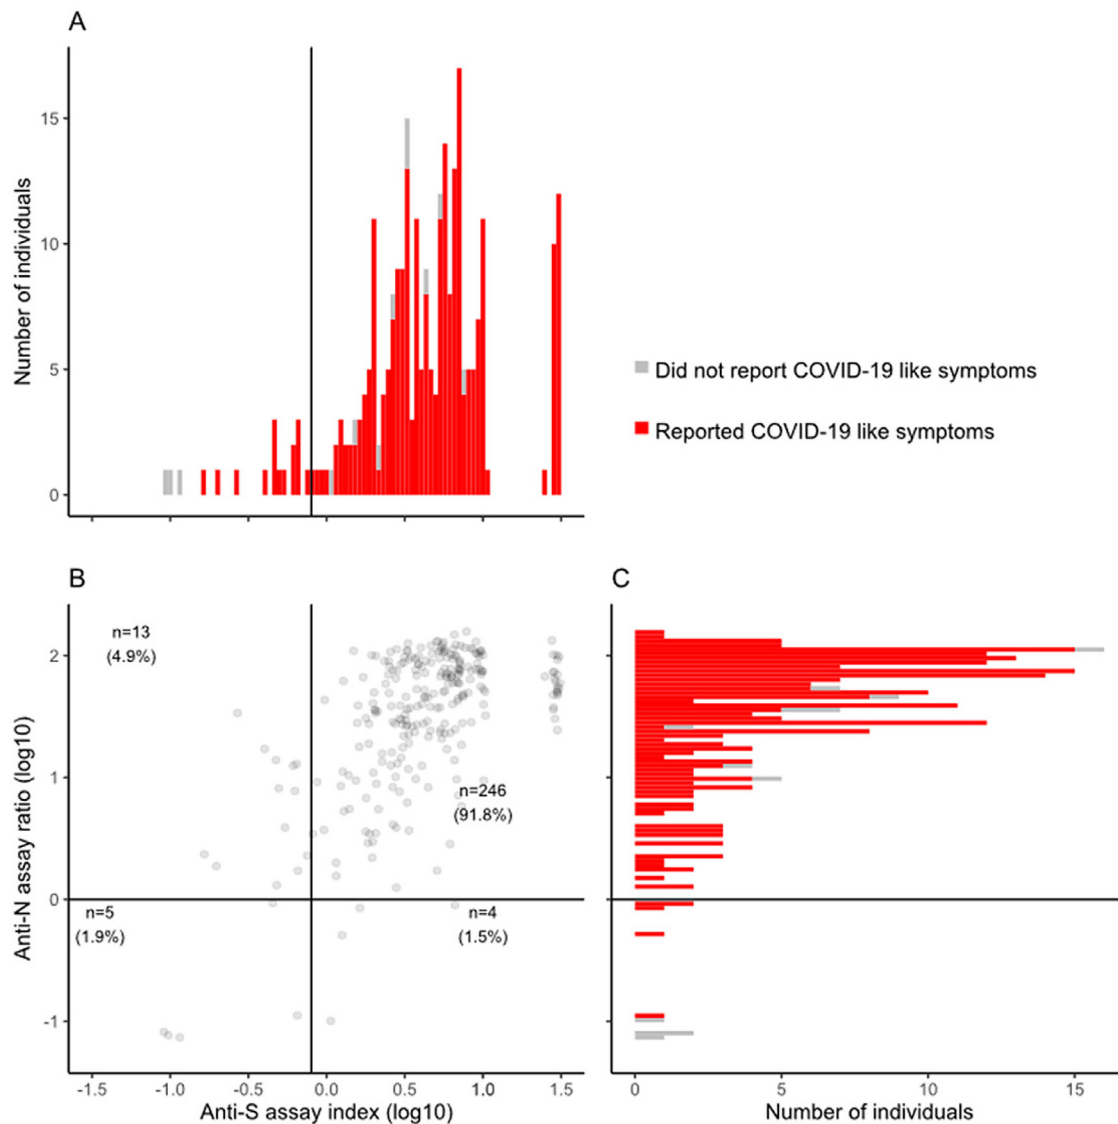 A
Number of individuals
15
10
5
0
Did not report COVID-19 like symptoms
Reported COVID-19 like symptoms
B
C
n=13
(4.9%)
n=246
(91.8%)
n=5
(1.9%)
n=4
(1.5%)
Anti-N assay ratio (log10)
2
1
0
-1
-1.5 -1.0 -0.5 0.0 0.5 1.0 1.5
Anti-S assay index (log10)
0 5 10 15
Number of individuals